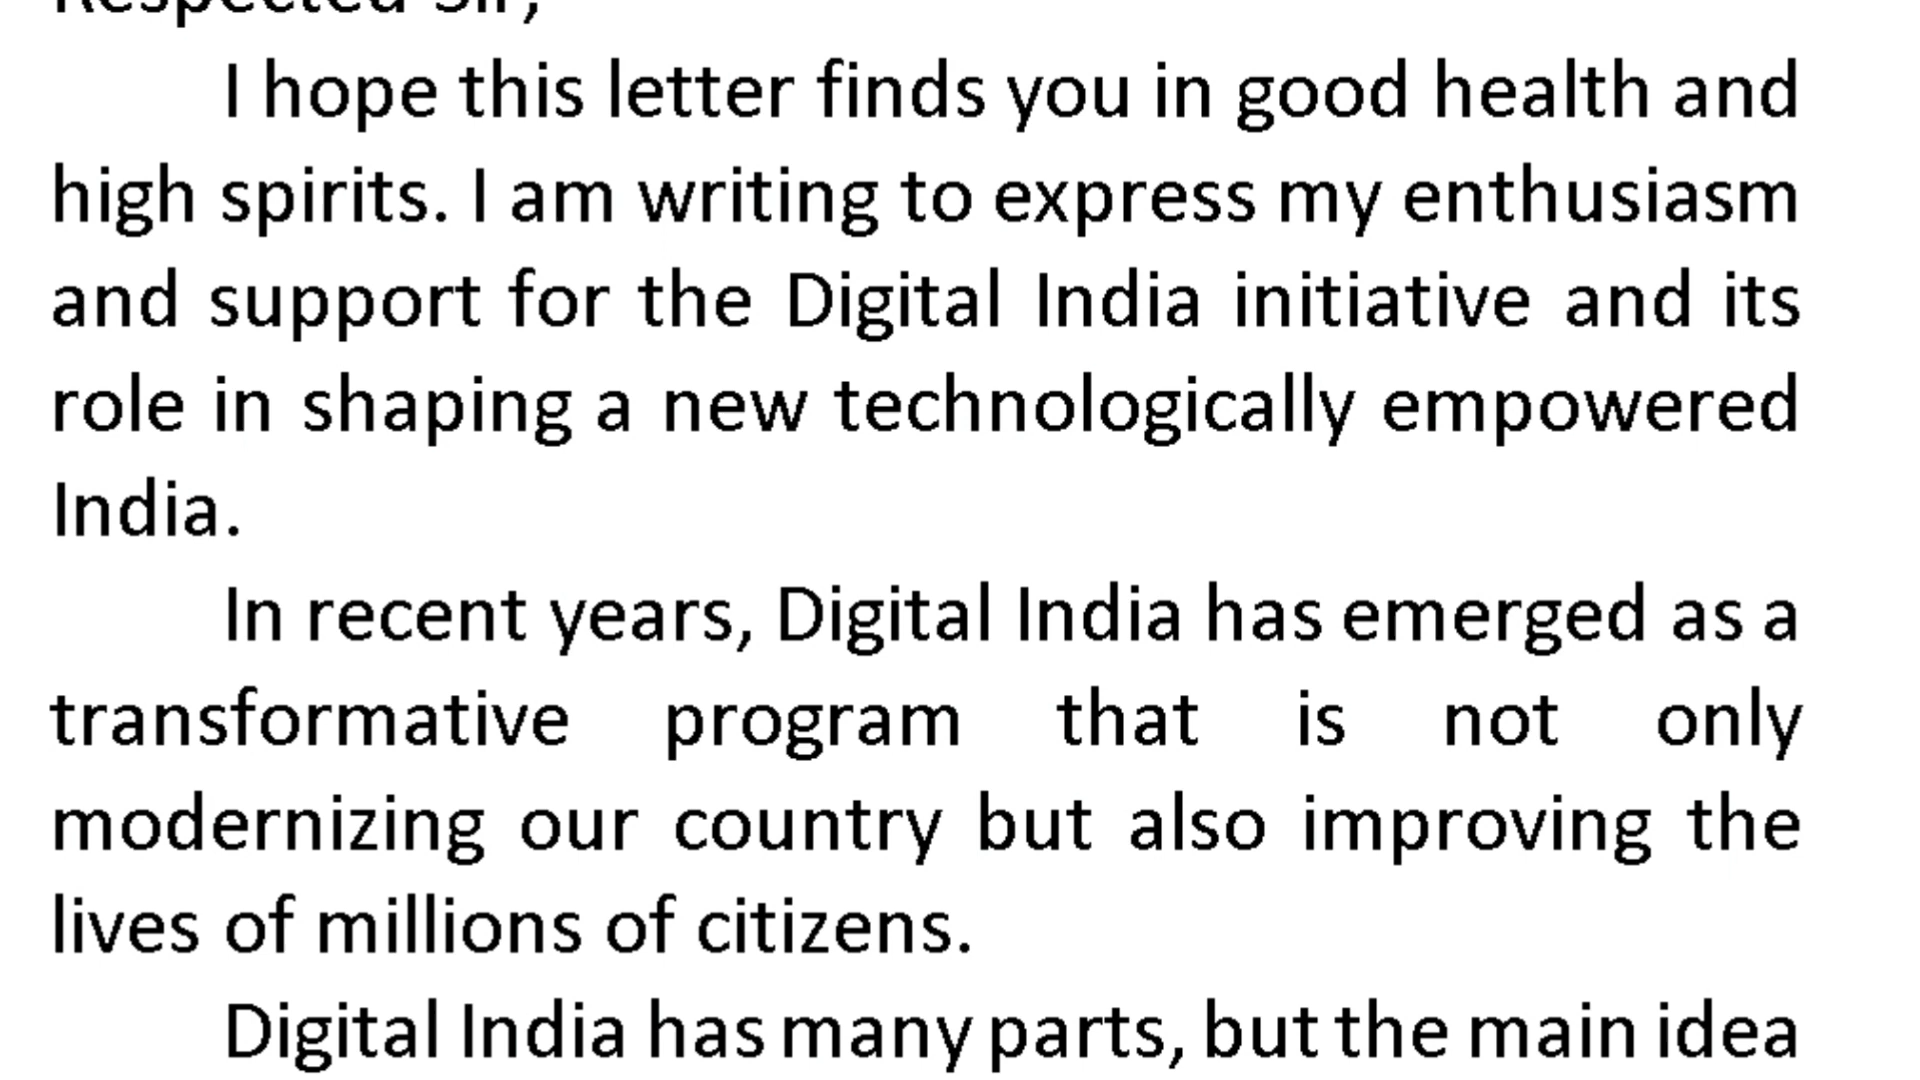 Respected Sir,
I hope this letter finds you in good health and
high spirits. I am writing to express my enthusiasm
and support for the Digital India initiative and its
role in shaping a new technologically empowered
India.
In recent years, Digital India has emerged as a
transformative program that is not only
modernizing our country but also improving the
lives of millions of citizens.
Digital India has many parts, but the main idea